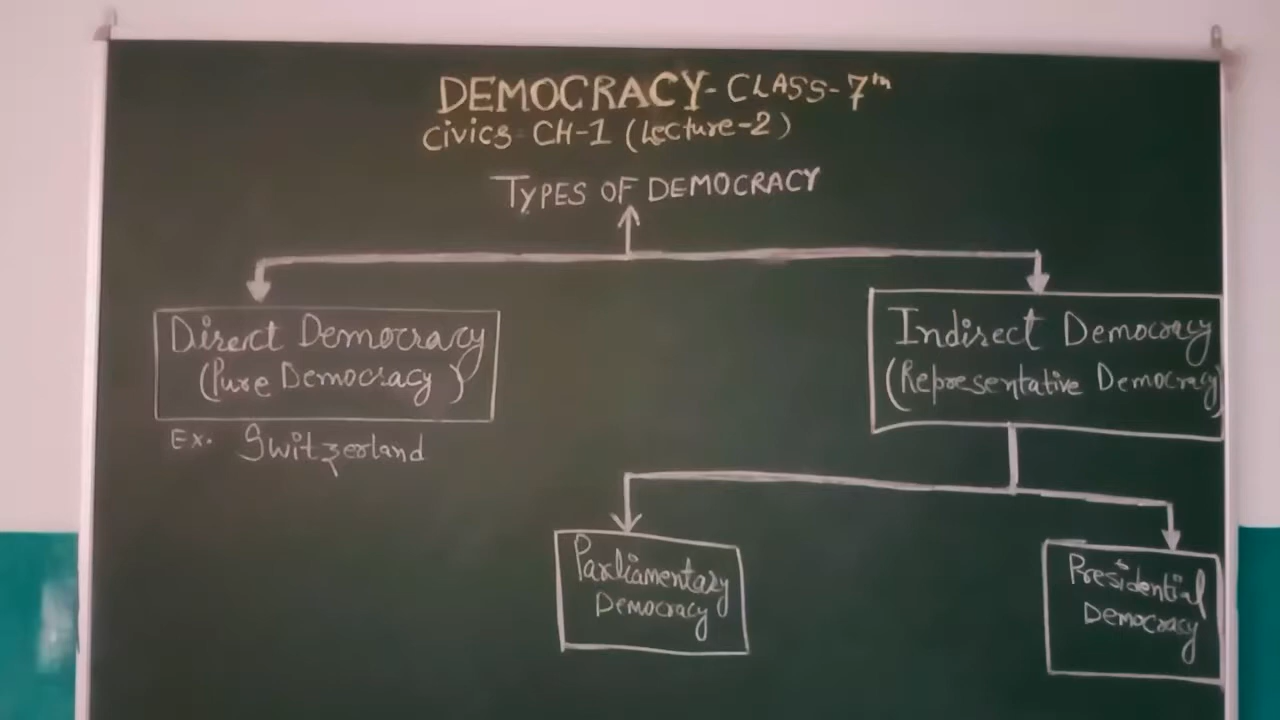 DEMOCRACY- CLASS- 7th
Civics CH-1 (Lecture-2)
TYPES OF DEMOCRACY
Direct Democracy
(Pure Democracy)
Ex. Switzerland
Indirect Democracy
(Representative Democracy)
Parliamentary
Democracy
Presidential
Democracy